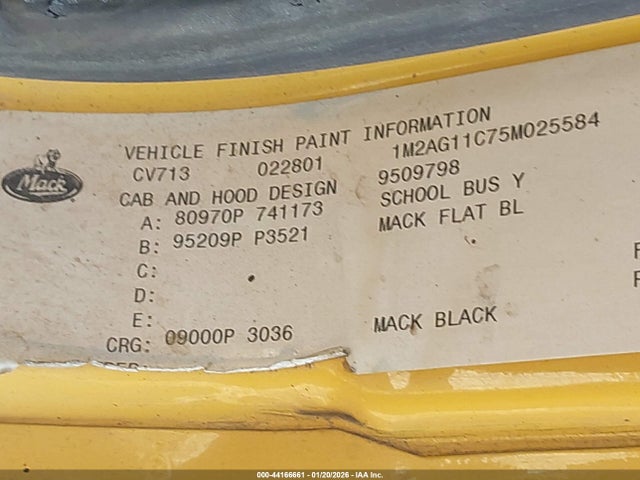 Mack
VEHICLE FINISH PAINT INFORMATION
CV713 022801 1M2AG11C75M025584
CAB AND HOOD DESIGN 9509798
A: 80970P 741173 SCHOOL BUS Y
B: 95209P P3521 MACK FLAT BL
C:
D:
E:
CRG: 09000P 3036 MACK BLACK
000-44166661 - 01/20/2026 - IAA Inc.